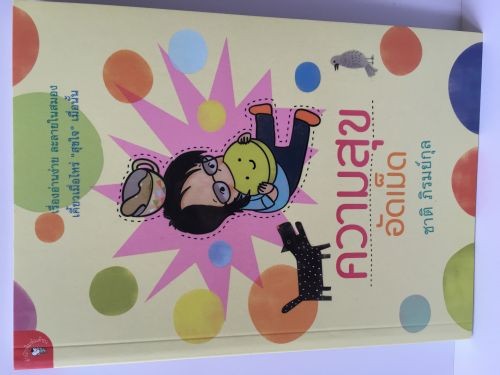 ความสุข
อัดเม็ด
ชาติ ภิรมย์กุล
เรื่องอ่านง่าย ละลายในสมอง
เคี้ยวเมื่อไหร่ "สุขใจ" เมื่อนั้น